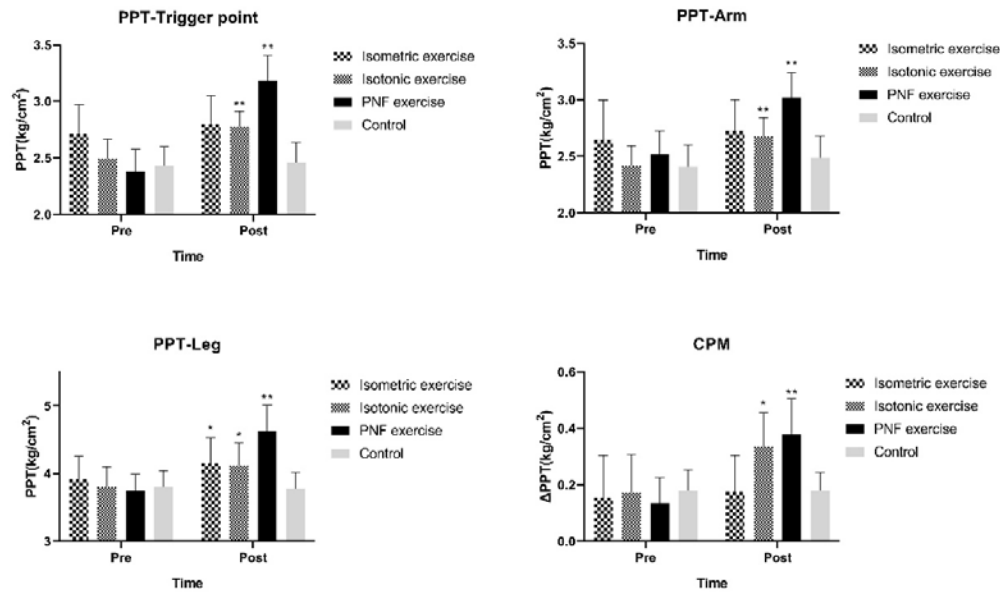 PPT-Trigger point
PPT(kg/cm²)
3.5
3.0
2.5
2.0
**
**
Pre
Post
Time
Isometric exercise
Isotonic exercise
PNF exercise
Control
PPT-Arm
PPT(kg/cm²)
3.5
3.0
2.5
2.0
**
**
Pre
Post
Time
Isometric exercise
Isotonic exercise
PNF exercise
Control
PPT-Leg
PPT(kg/cm²)
5
4
3
*
*
**
Pre
Post
Time
Isometric exercise
Isotonic exercise
PNF exercise
Control
CPM
ΔPPT(kg/cm²)
0.6
0.4
0.2
0.0
*
**
Pre
Post
Time
Isometric exercise
Isotonic exercise
PNF exercise
Control